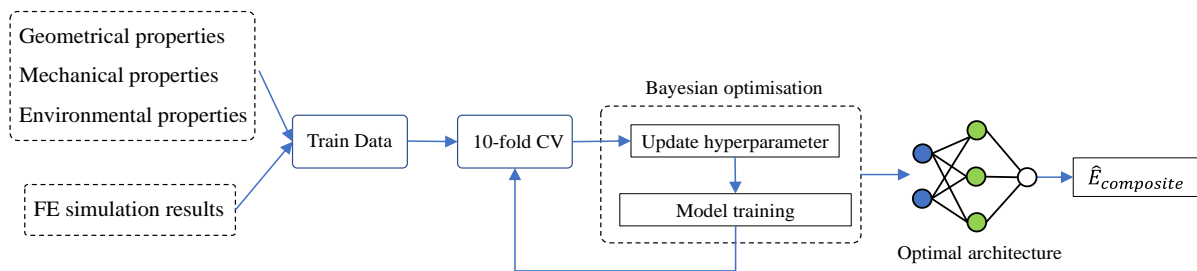 Geometrical properties
Mechanical properties
Environmental properties
FE simulation results
Train Data
10-fold CV
Bayesian optimisation
Update hyperparameter
Model training
Optimal architecture
Ê_composite